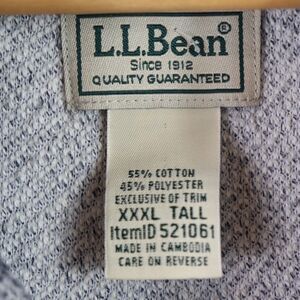 L.L.Bean®
Since 1912
QUALITY GUARANTEED
55% COTTON
45% POLYESTER
EXCLUSIVE OF TRIM
XXXL TALL
ItemID 521061
MADE IN CAMBODIA
CARE ON REVERSE